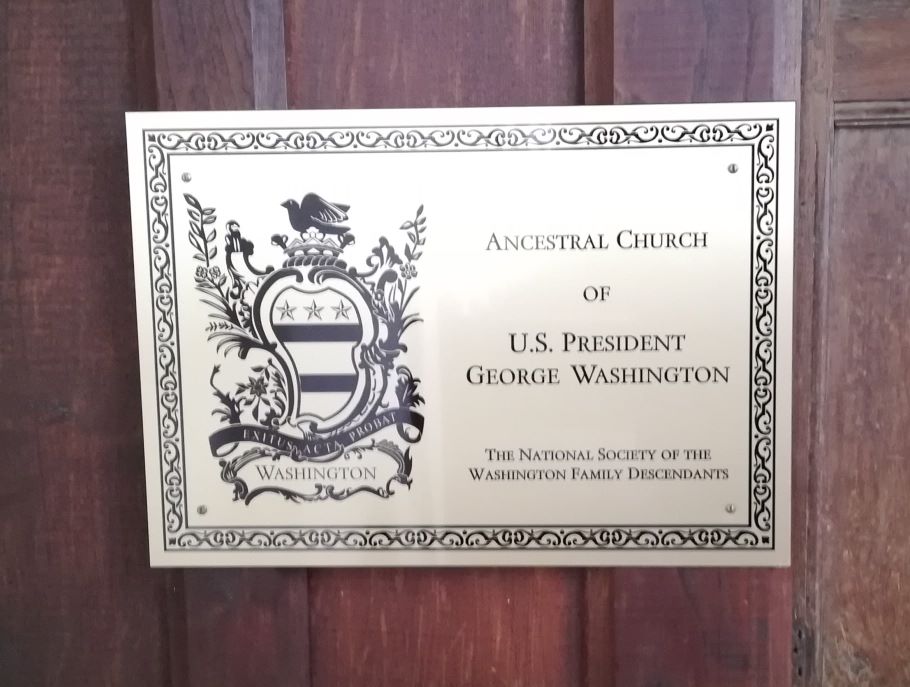 EXITUS ACTA PROBAT
WASHINGTON
ANCESTRAL CHURCH
OF
U.S. PRESIDENT
GEORGE WASHINGTON
THE NATIONAL SOCIETY OF THE
WASHINGTON FAMILY DESCENDANTS